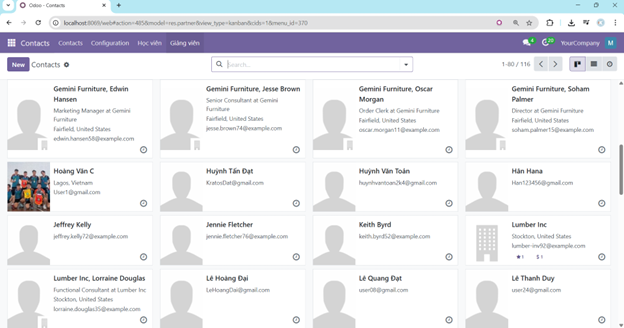 Odoo - Contacts
localhost:8069/web#action=485&model=res.partner&view_type=kanban&cids=1&menu_id=370
Contacts Contacts Configuration Học viên Giảng viên 4 20 YourCompany M
New Contacts Search... 1-80 / 116
Gemini Furniture, Edwin Hansen
Marketing Manager at Gemini Furniture
Fairfield, United States
edwin.hansen58@example.com
Gemini Furniture, Jesse Brown
Senior Consultant at Gemini Furniture
Fairfield, United States
jesse.brown74@example.com
Gemini Furniture, Oscar Morgan
Order Clerk at Gemini Furniture
Fairfield, United States
oscar.morgan11@example.com
Gemini Furniture, Soham Palmer
Director at Gemini Furniture
Fairfield, United States
soham.palmer15@example.com
Hoàng Văn C
Lagos, Vietnam
User1@gmail.com
Huỳnh Tấn Đạt
KratosDat@gmail.com
Huỳnh Văn Toàn
huynhvantoan2k4@gmail.com
Hân Hana
Han123456@gmail.com
Jeffrey Kelly
jeffrey.kelly72@example.com
Jennie Fletcher
jennie.fletcher76@example.com
Keith Byrd
keith.byrd52@example.com
Lumber Inc
Stockton, United States
lumber-inv92@example.com
1 $ 1
Lumber Inc, Lorraine Douglas
Functional Consultant at Lumber Inc
Stockton, United States
lorraine.douglas35@example.com
Lê Hoàng Đại
LeHoangDai@gmail.com
Lê Quang Đạt
user08@gmail.com
Lê Thanh Duy
user24@gmail.com